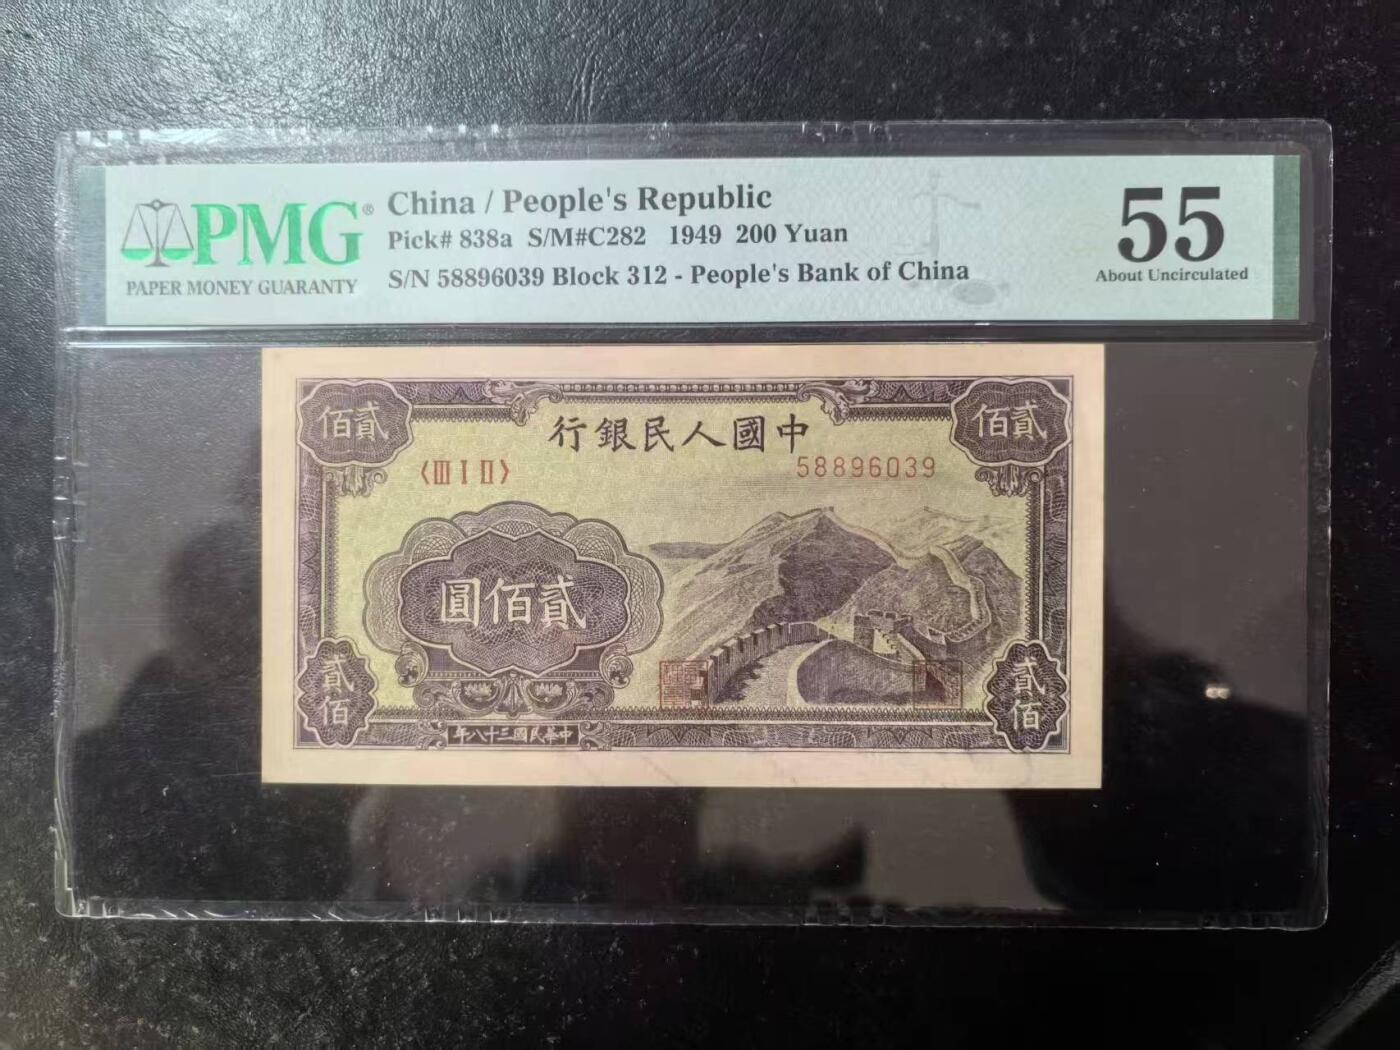 PMG®
PAPER MONEY GUARANTY
China / People's Republic
Pick# 838a S/M#C282 1949 200 Yuan
S/N 58896039 Block 312 - People's Bank of China
55
About Uncirculated
佰貳
行銀民人國中
佰貳
〈III I II〉
58896039
圓佰貳
貳佰
貳佰
年八十三國民華中